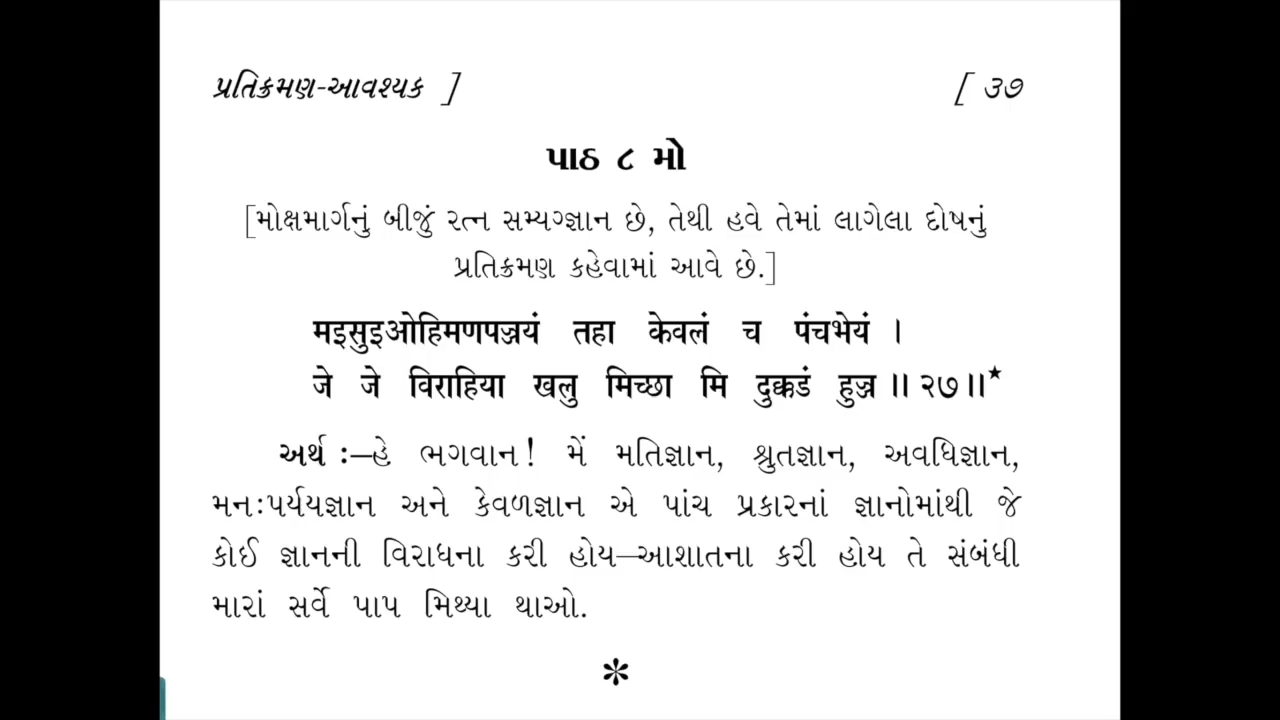 પ્રતિક્રમણ-આવશ્યક ] [ ૩૭
પાઠ ૮ મો
[મોક્ષમાર્ગનું બીજું રત્ન સમ્યગ્જ્ઞાન છે, તેથી હવે તેમાં લાગેલા દોષનું
પ્રતિક્રમણ કહેવામાં આવે છે.]
मइसुइओहिमणपज्जयं तहा केवलं च पंचभेयं ।
जे जे विराहिया खलु मिच्छा मि दुक्कडं हुज्ज ॥ ૨૭ ॥★
અર્થ :–હે ભગવાન! મેં મતિજ્ઞાન, શ્રુતજ્ઞાન, અવધિજ્ઞાન,
મનઃપર્યયજ્ઞાન અને કેવળજ્ઞાન એ પાંચ પ્રકારનાં જ્ઞાનોમાંથી જે
કોઈ જ્ઞાનની વિરાધના કરી હોય–આશાતના કરી હોય તે સંબંધી
મારાં સર્વે પાપ મિથ્યા થાઓ.
*